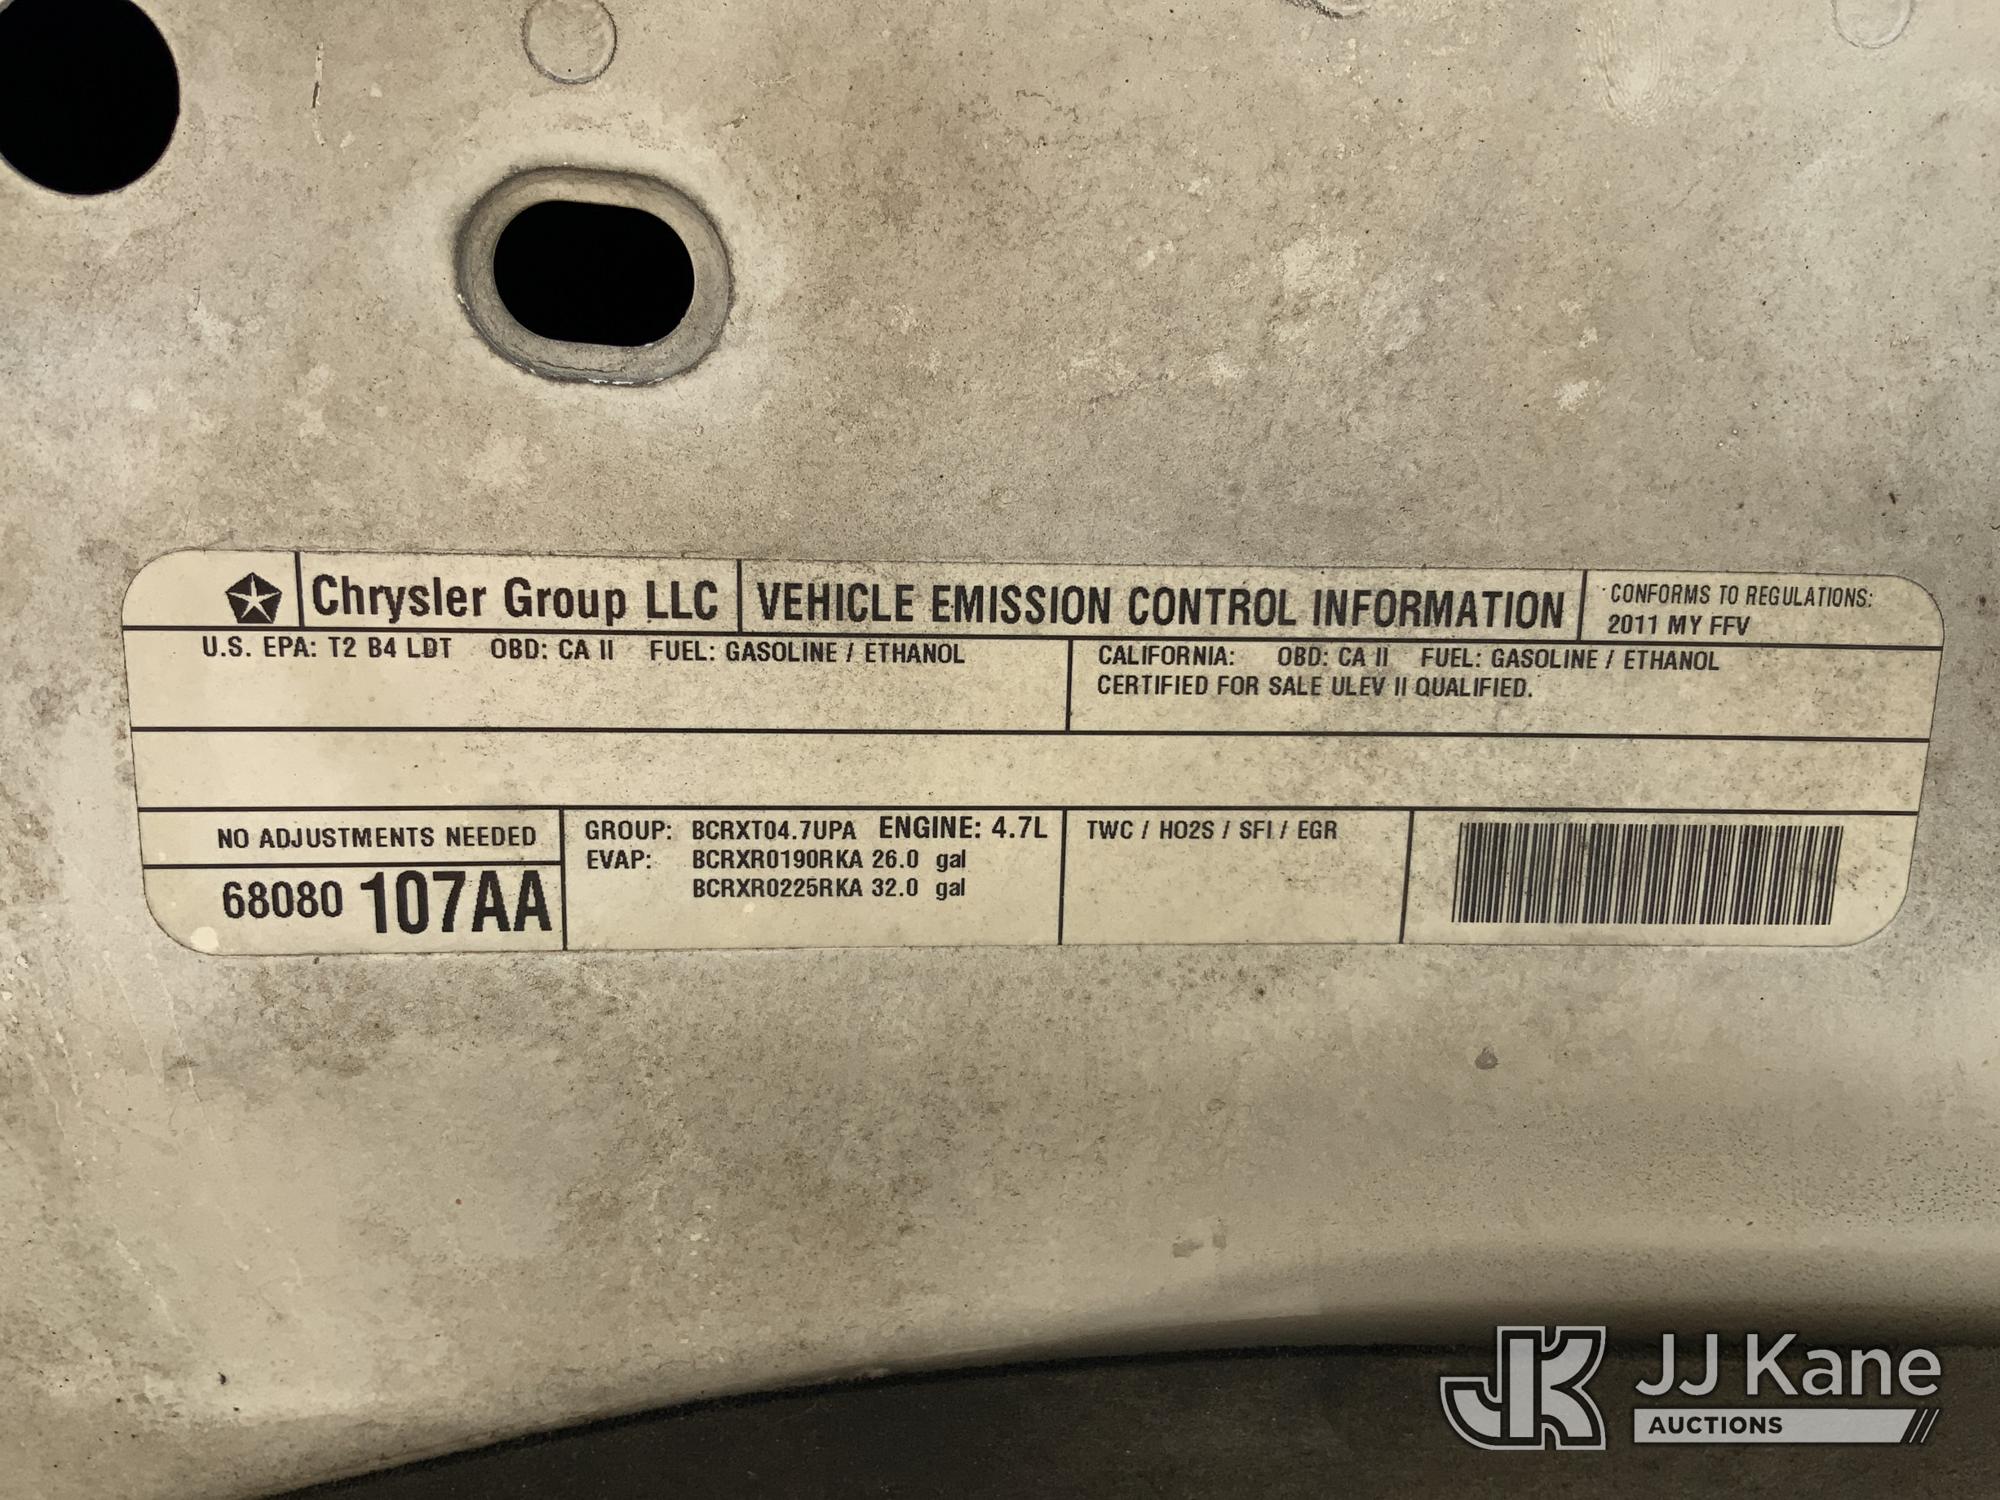 Chrysler Group LLC VEHICLE EMISSION CONTROL INFORMATION
CONFORMS TO REGULATIONS:
2011 MY FFV
U.S. EPA: T2 B4 LDT OBD: CA II FUEL: GASOLINE / ETHANOL
CALIFORNIA: OBD: CA II FUEL: GASOLINE / ETHANOL
CERTIFIED FOR SALE ULEV II QUALIFIED.
NO ADJUSTMENTS NEEDED
68080 107AA
GROUP: BCRXT04.7UPA ENGINE: 4.7L
EVAP: BCRXR0190RKA 26.0 gal
BCRXR0225RKA 32.0 gal
TWC / HO2S / SFI / EGR
JK JJ Kane
AUCTIONS